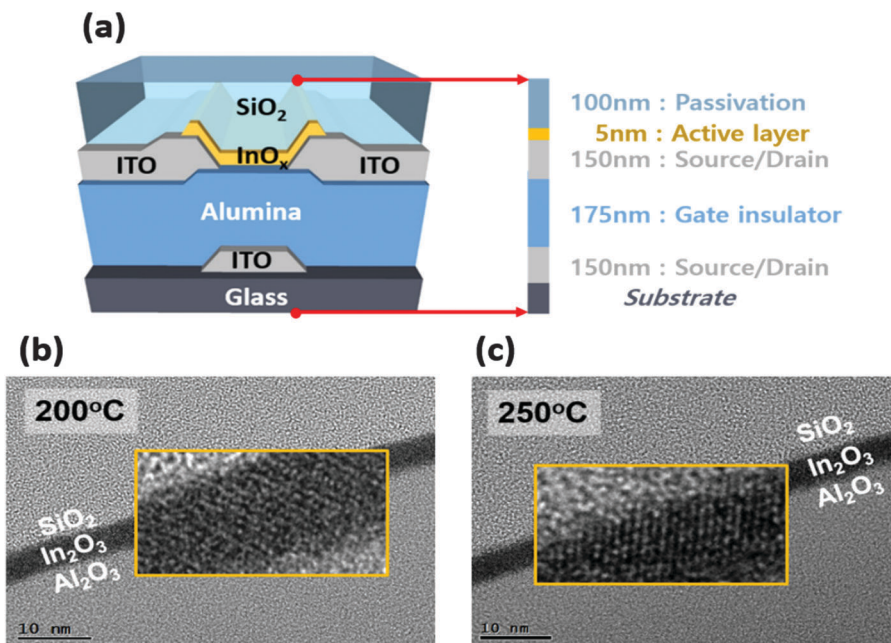 (a)
SiO₂
ITO
InOₓ
ITO
Alumina
ITO
Glass
100nm : Passivation
5nm : Active layer
150nm : Source/Drain
175nm : Gate insulator
150nm : Source/Drain
Substrate
(b)
200°C
SiO₂
In₂O₃
Al₂O₃
10 nm
(c)
250°C
SiO₂
In₂O₃
Al₂O₃
10 nm